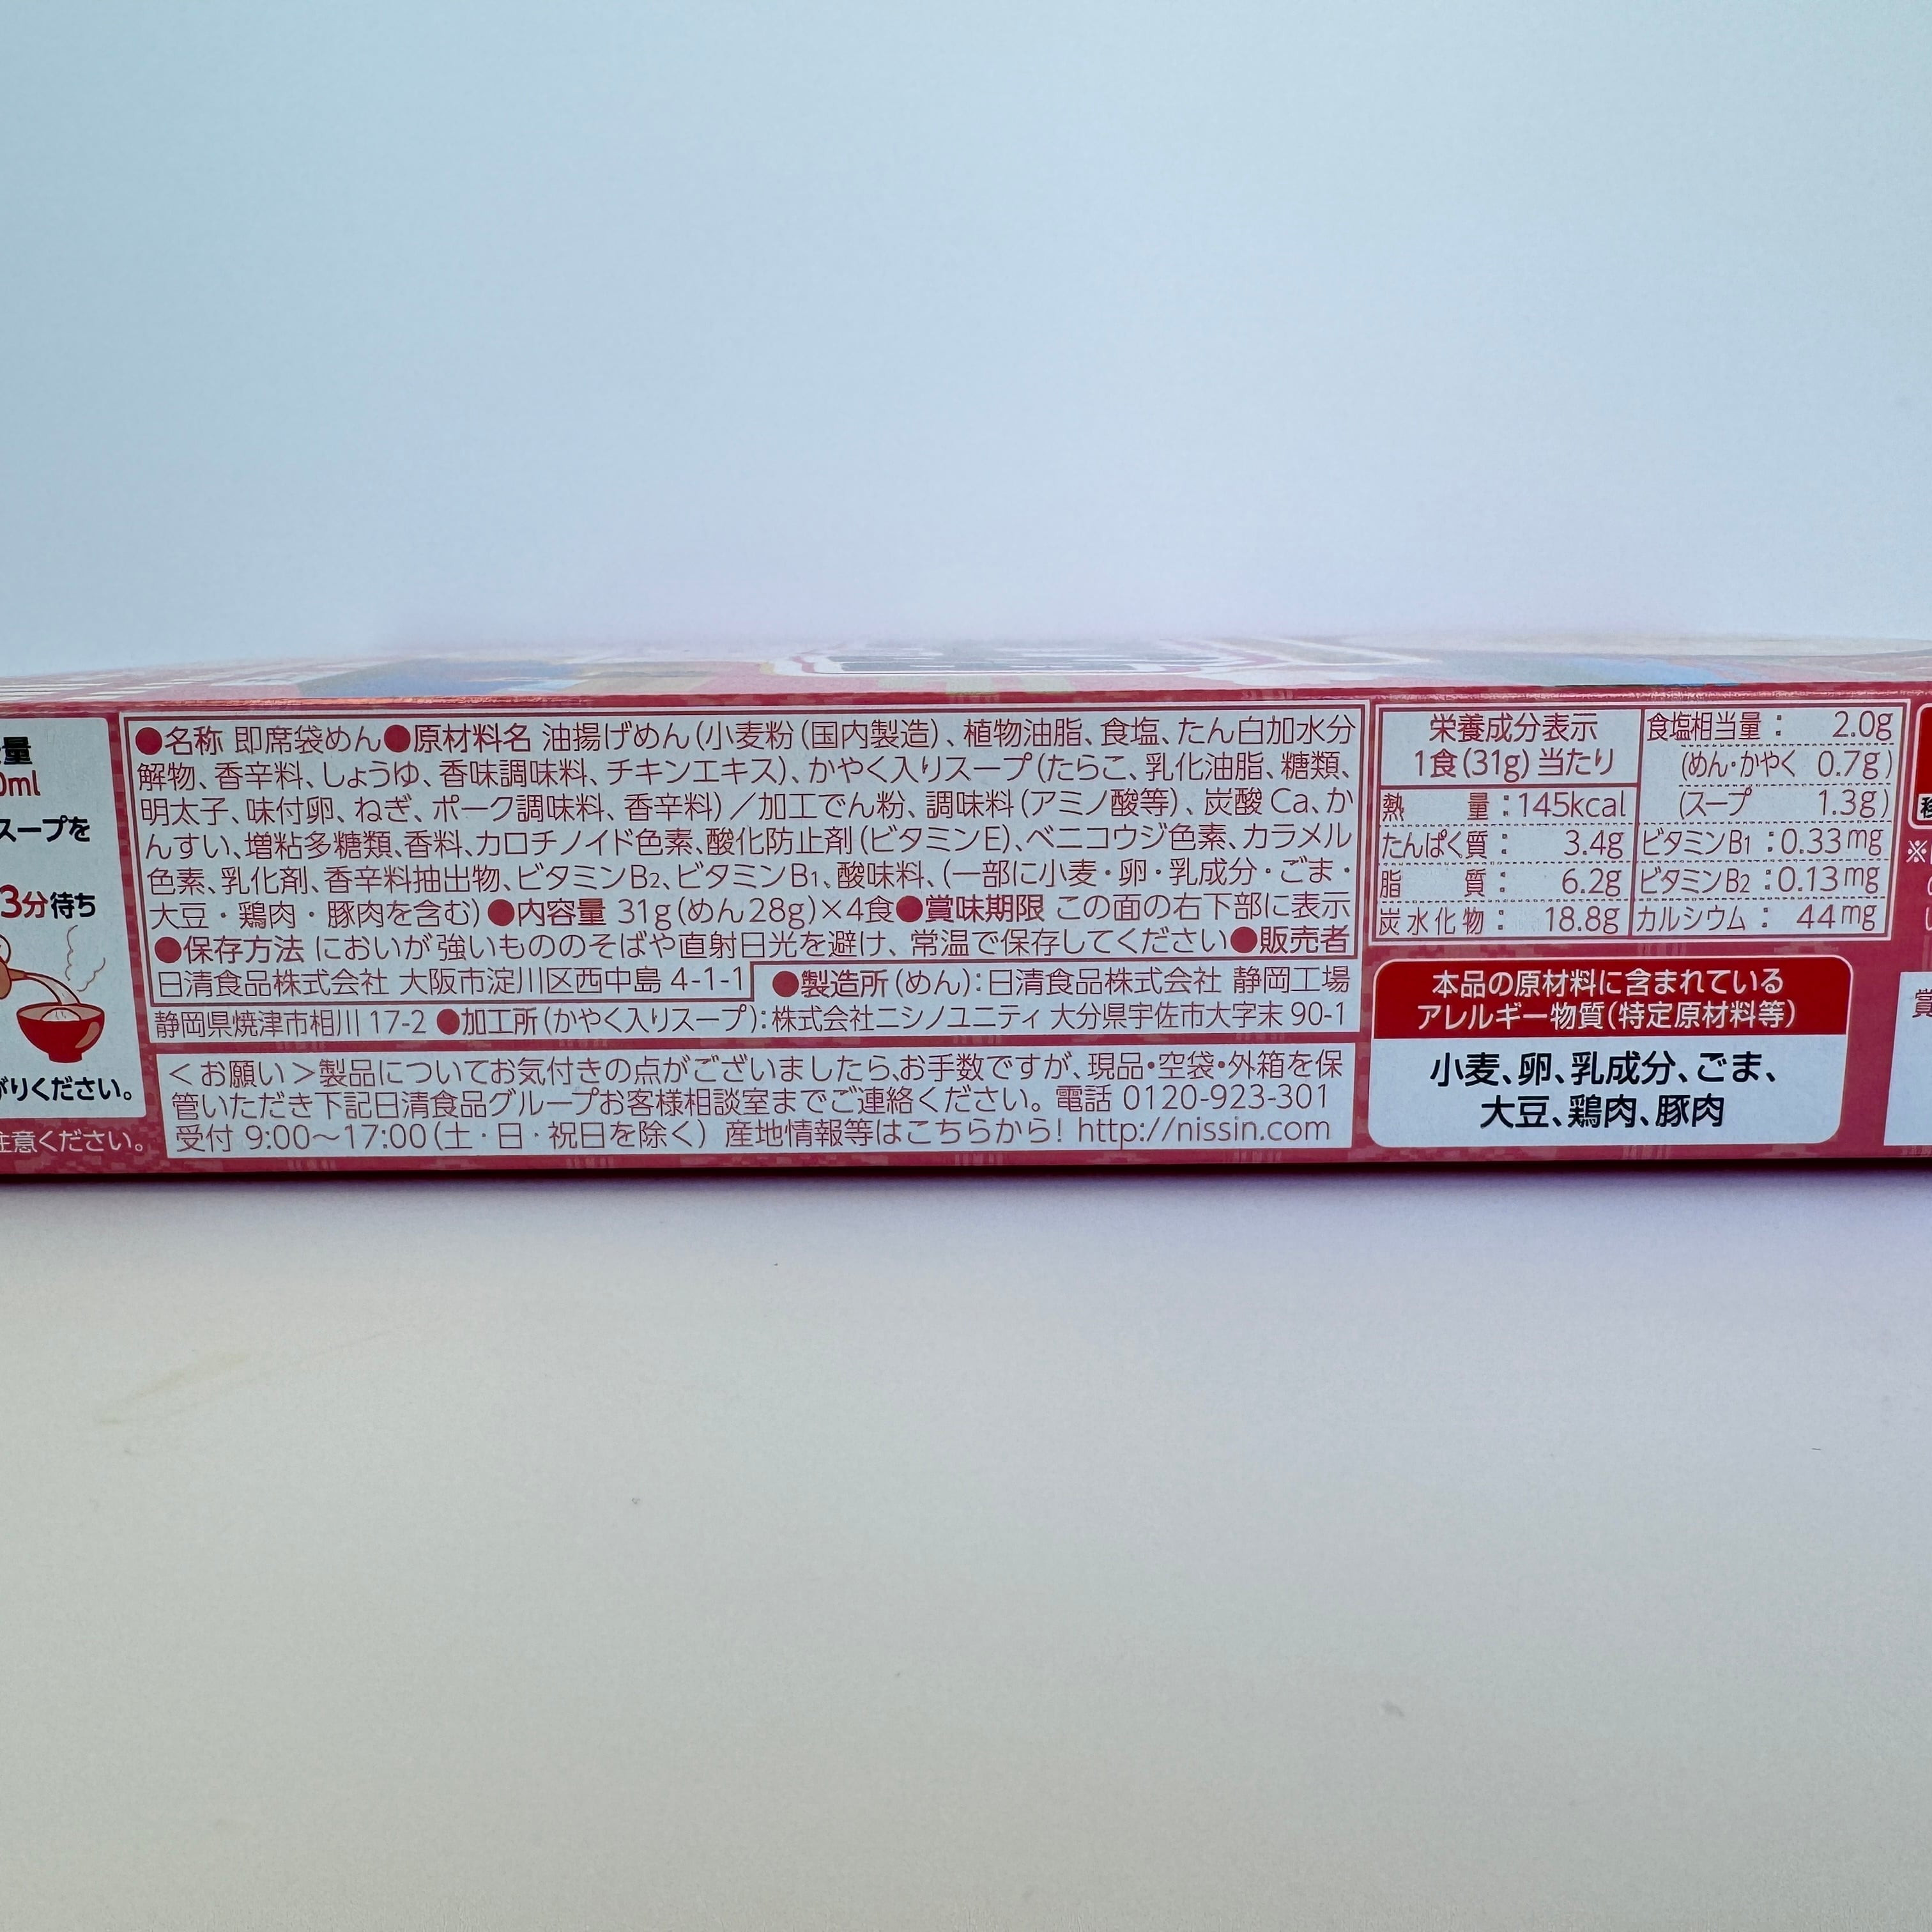 量
0ml
スープを
3分待ち
がりください。
注意ください。
●名称 即席袋めん●原材料名 油揚げめん(小麦粉(国内製造)、植物油脂、食塩、たん白加水分
解物、香辛料、しょうゆ、香味調味料、チキンエキス)、かやく入りスープ(たらこ、乳化油脂、糖類、
明太子、味付卵、ねぎ、ポーク調味料、香辛料)／加工でん粉、調味料(アミノ酸等)、炭酸Ca、か
んすい、増粘多糖類、香料、カロチノイド色素、酸化防止剤(ビタミンE)、ベニコウジ色素、カラメル
色素、乳化剤、香辛料抽出物、ビタミンB2、ビタミンB1、酸味料、(一部に小麦・卵・乳成分・ごま・
大豆・鶏肉・豚肉を含む)●内容量 31g(めん28g)×4食●賞味期限 この面の右下部に表示
●保存方法 においが強いもののそばや直射日光を避け、常温で保存してください●販売者
日清食品株式会社 大阪市淀川区西中島 4-1-1
●製造所(めん):日清食品株式会社 静岡工場
静岡県焼津市相川 17-2 ●加工所(かやく入りスープ):株式会社ニシノユニティ 大分県宇佐市大字末 90-1
＜お願い＞製品についてお気付きの点がございましたら、お手数ですが、現品・空袋・外箱を保
管いただき下記日清食品グループお客様相談室までご連絡ください。電話 0120-923-301
受付 9:00～17:00(土・日・祝日を除く) 産地情報等はこちらから! http://nissin.com
栄養成分表示
1食(31g)当たり
熱量:145kcal
たんぱく質: 3.4g
脂質: 6.2g
炭水化物: 18.8g
食塩相当量: 2.0g
(めん・かやく 0.7g)
(スープ 1.3g)
ビタミンB1:0.33mg
ビタミンB2:0.13mg
カルシウム: 44mg
本品の原材料に含まれている
アレルギー物質(特定原材料等)
小麦、卵、乳成分、ごま、
大豆、鶏肉、豚肉
※